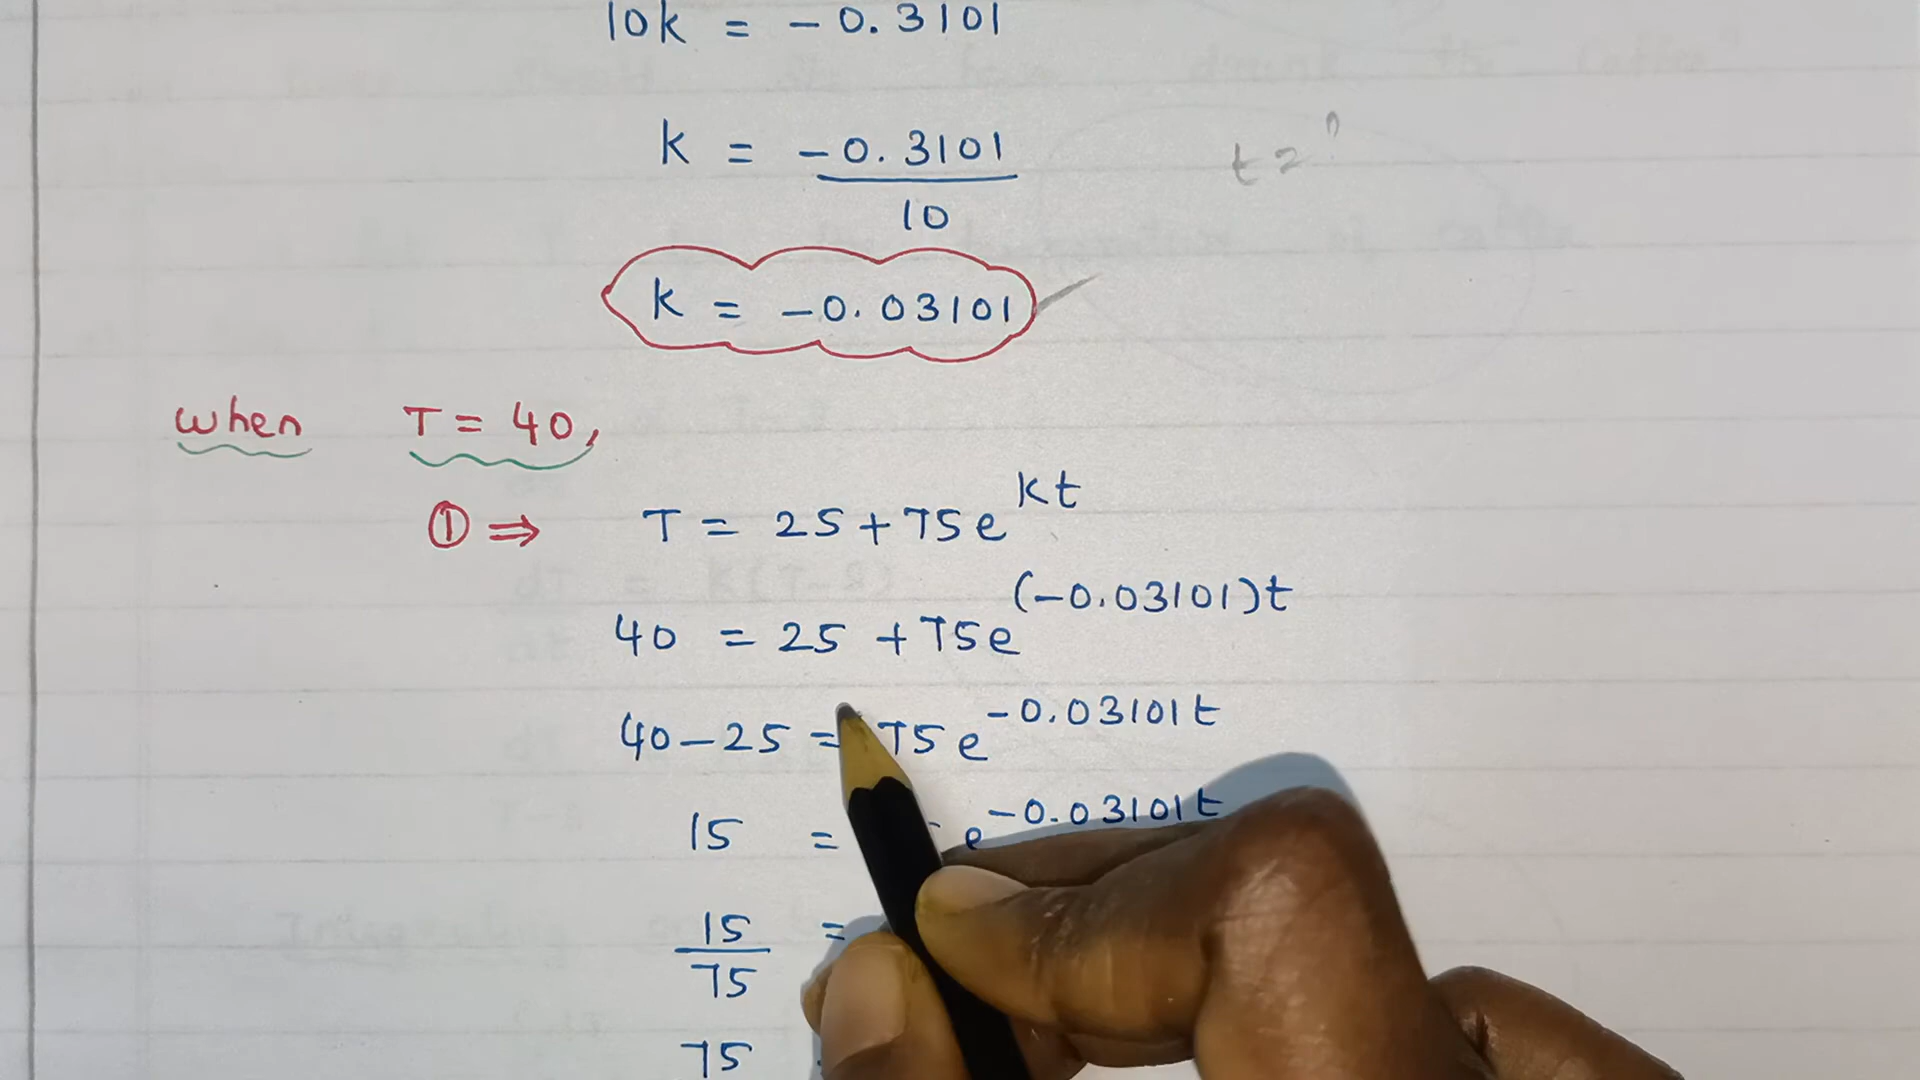 10k = -0.3101
k = -0.3101
10
t =
k = -0.03101
when T = 40,
① ⇒ T = 25 + 75e^kt
40 = 25 + 75e^(-0.03101)t
40 - 25 = 75e^-0.03101t
15 = e^-0.03101t
15 =
75
75